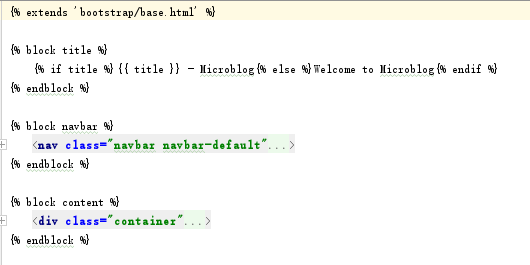 {% extends 'bootstrap/base.html' %}
{% block title %}
{% if title %}{{ title }} - Microblog{% else %}Welcome to Microblog{% endif %}
{% endblock %}
{% block navbar %}
<nav class="navbar navbar-default"...>
{% endblock %}
{% block content %}
<div class="container"...>
{% endblock %}